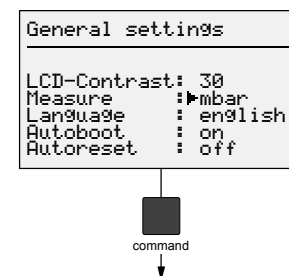 General settings
LCD-Contrast: 30
Measure :▶mbar
Language : english
Autoboot : on
Autoreset : off
command